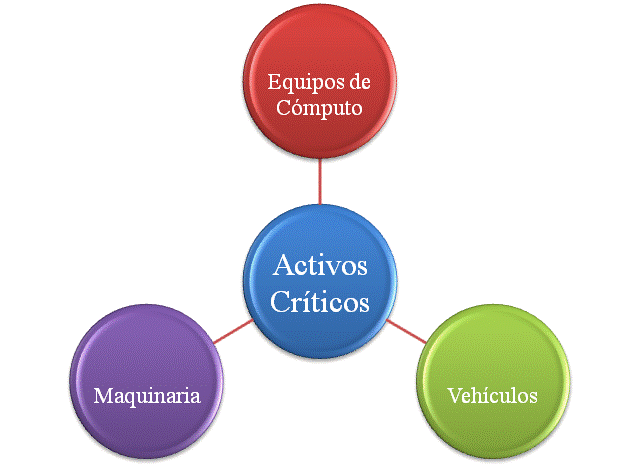 Equipos de
Cómputo
Activos
Críticos
Maquinaria
Vehículos